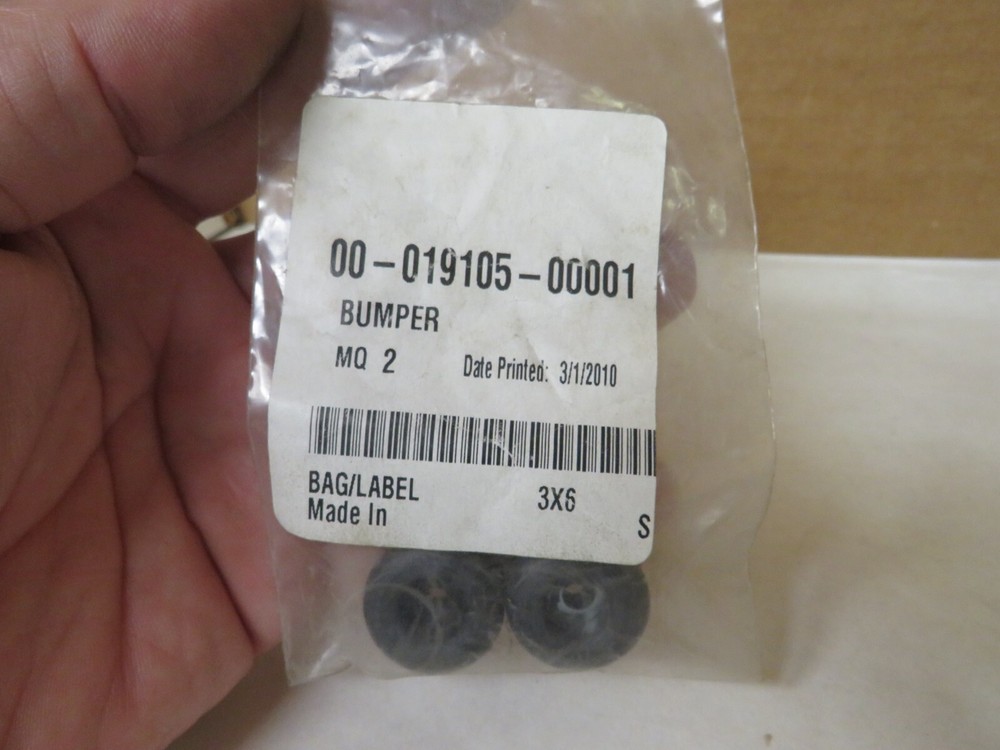 00-019105-00001
BUMPER
MQ 2 Date Printed: 3/1/2010
BAG/LABEL 3X6
Made In S